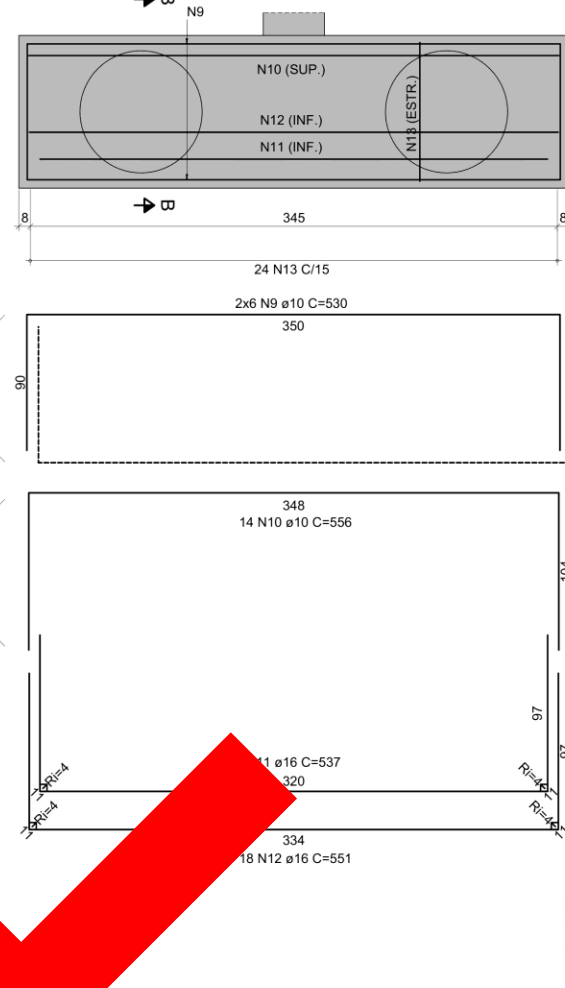 B
N9
N10 (SUP.)
N13 (ESTR.)
N12 (INF.)
N11 (INF.)
B
8
345
8
24 N13 C/15
2x6 N9 ø10 C=530
350
90
348
14 N10 ø10 C=556
97
97
ø16 C=537
320
Ri=4
Ri=4
Ri=4
Ri=4
334
18 N12 ø16 C=551